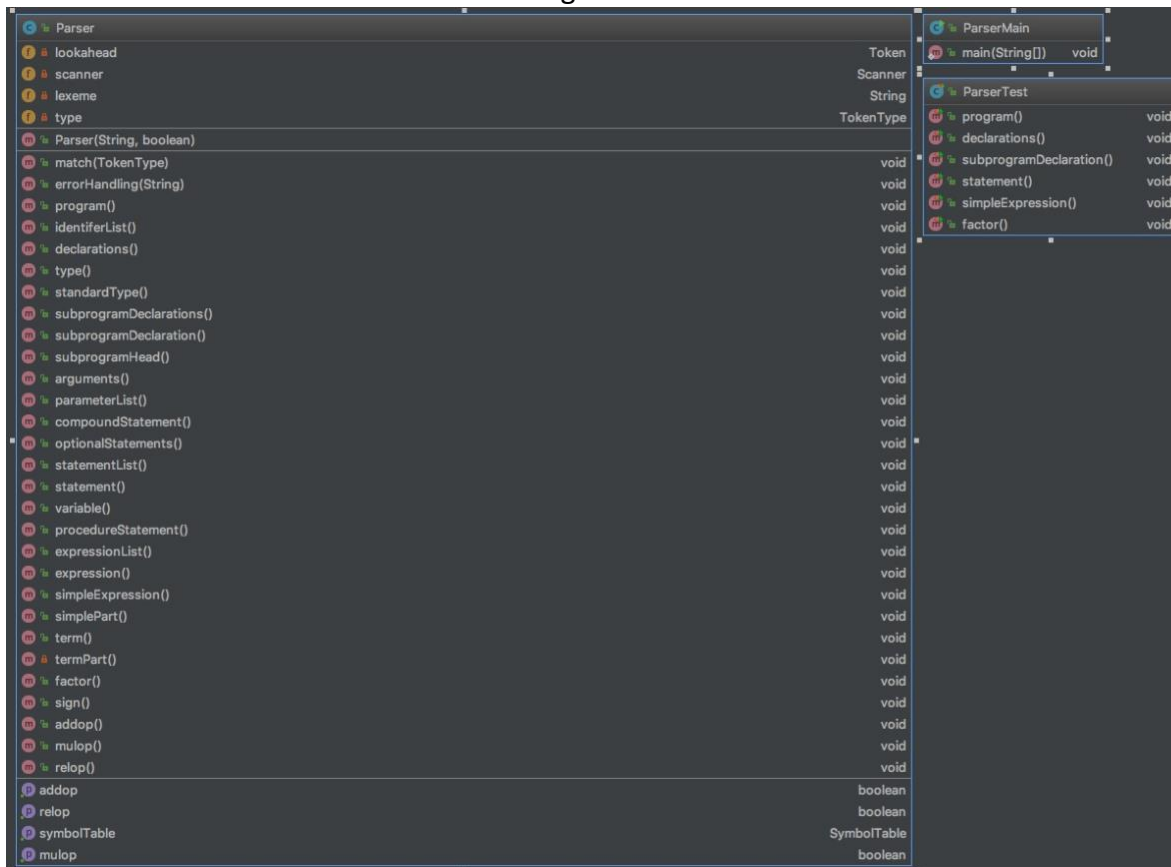 Parser
lookahead Token
scanner Scanner
lexeme String
type TokenType
Parser(String, boolean)
match(TokenType) void
errorHandling(String) void
program() void
identiferList() void
declarations() void
type() void
standardType() void
subprogramDeclarations() void
subprogramDeclaration() void
subprogramHead() void
arguments() void
parameterList() void
compoundStatement() void
optionalStatements() void
statementList() void
statement() void
variable() void
procedureStatement() void
expressionList() void
expression() void
simpleExpression() void
simplePart() void
term() void
termPart() void
factor() void
sign() void
addop() void
mulop() void
relop() void
addop boolean
relop boolean
symbolTable SymbolTable
mulop boolean
ParserMain
main(String[]) void
ParserTest
program() void
declarations() void
subprogramDeclaration() void
statement() void
simpleExpression() void
factor() void